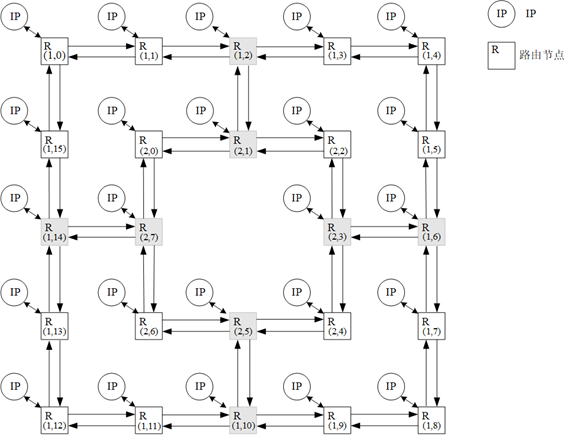 IP IP IP IP IP IP IP
R R R R R R 路由节点
(1,0) (1,1) (1,2) (1,3) (1,4)
IP IP IP IP IP
R R R R R
(1,15) (2,0) (2,1) (2,2) (1,5)
IP IP IP IP
R R R R
(1,14) (2,7) (2,3) (1,6)
IP IP IP IP IP
R R R R R
(1,13) (2,6) (2,5) (2,4) (1,7)
IP IP IP IP IP
R R R R R
(1,12) (1,11) (1,10) (1,9) (1,8)